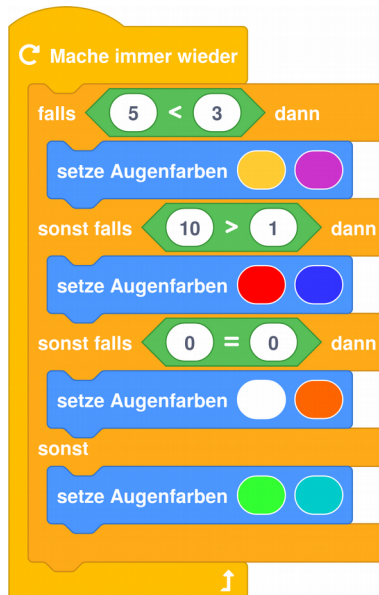 Mache immer wieder
falls 5 < 3 dann
setze Augenfarben
sonst falls 10 > 1 dann
setze Augenfarben
sonst falls 0 = 0 dann
setze Augenfarben
sonst
setze Augenfarben